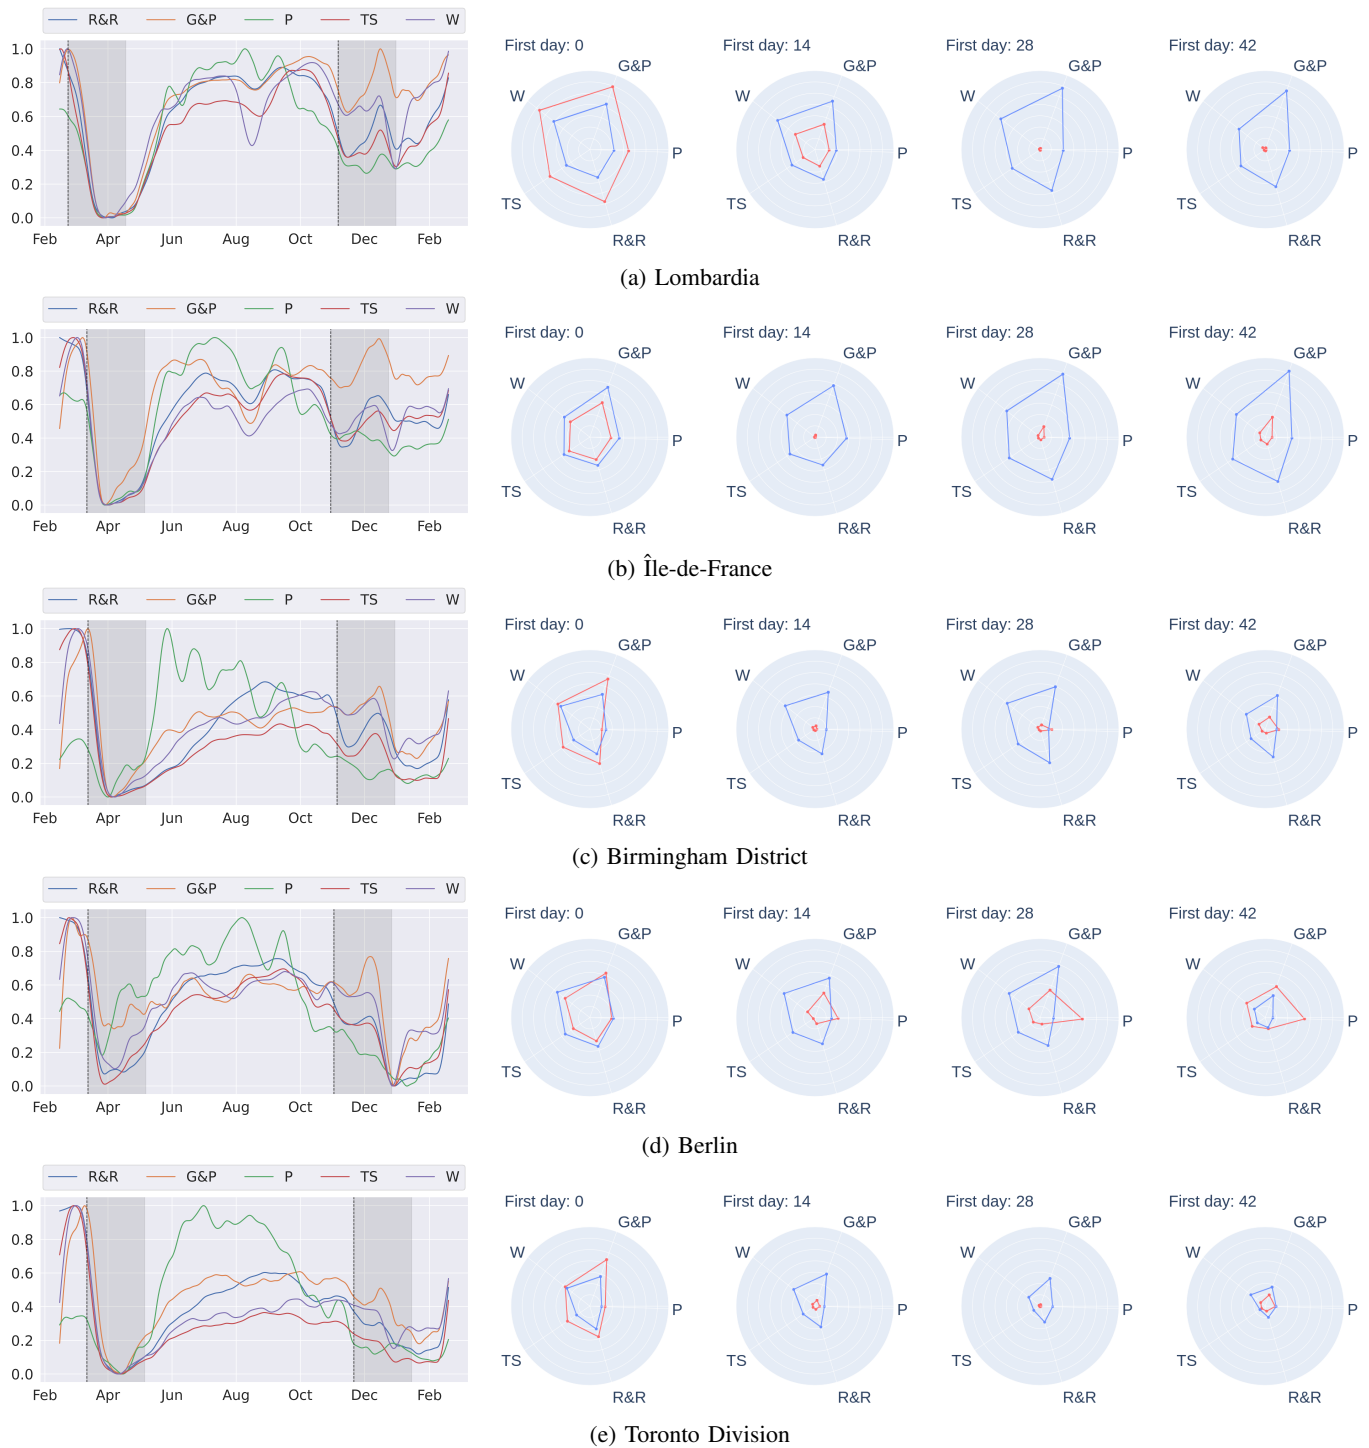 R&R G&P P TS W
1.0
0.8
0.6
0.4
0.2
0.0
Feb Apr Jun Aug Oct Dec Feb
First day: 0
G&P
W
P
TS
R&R
First day: 14
G&P
W
P
TS
R&R
First day: 28
G&P
W
P
TS
R&R
First day: 42
G&P
W
P
TS
R&R
(a) Lombardia
R&R G&P P TS W
1.0
0.8
0.6
0.4
0.2
0.0
Feb Apr Jun Aug Oct Dec Feb
First day: 0
G&P
W
P
TS
R&R
First day: 14
G&P
W
P
TS
R&R
First day: 28
G&P
W
P
TS
R&R
First day: 42
G&P
W
P
TS
R&R
(b) Île-de-France
R&R G&P P TS W
1.0
0.8
0.6
0.4
0.2
0.0
Feb Apr Jun Aug Oct Dec Feb
First day: 0
G&P
W
P
TS
R&R
First day: 14
G&P
W
P
TS
R&R
First day: 28
G&P
W
P
TS
R&R
First day: 42
G&P
W
P
TS
R&R
(c) Birmingham District
R&R G&P P TS W
1.0
0.8
0.6
0.4
0.2
0.0
Feb Apr Jun Aug Oct Dec Feb
First day: 0
G&P
W
P
TS
R&R
First day: 14
G&P
W
P
TS
R&R
First day: 28
G&P
W
P
TS
R&R
First day: 42
G&P
W
P
TS
R&R
(d) Berlin
R&R G&P P TS W
1.0
0.8
0.6
0.4
0.2
0.0
Feb Apr Jun Aug Oct Dec Feb
First day: 0
G&P
W
P
TS
R&R
First day: 14
G&P
W
P
TS
R&R
First day: 28
G&P
W
P
TS
R&R
First day: 42
G&P
W
P
TS
R&R
(e) Toronto Division